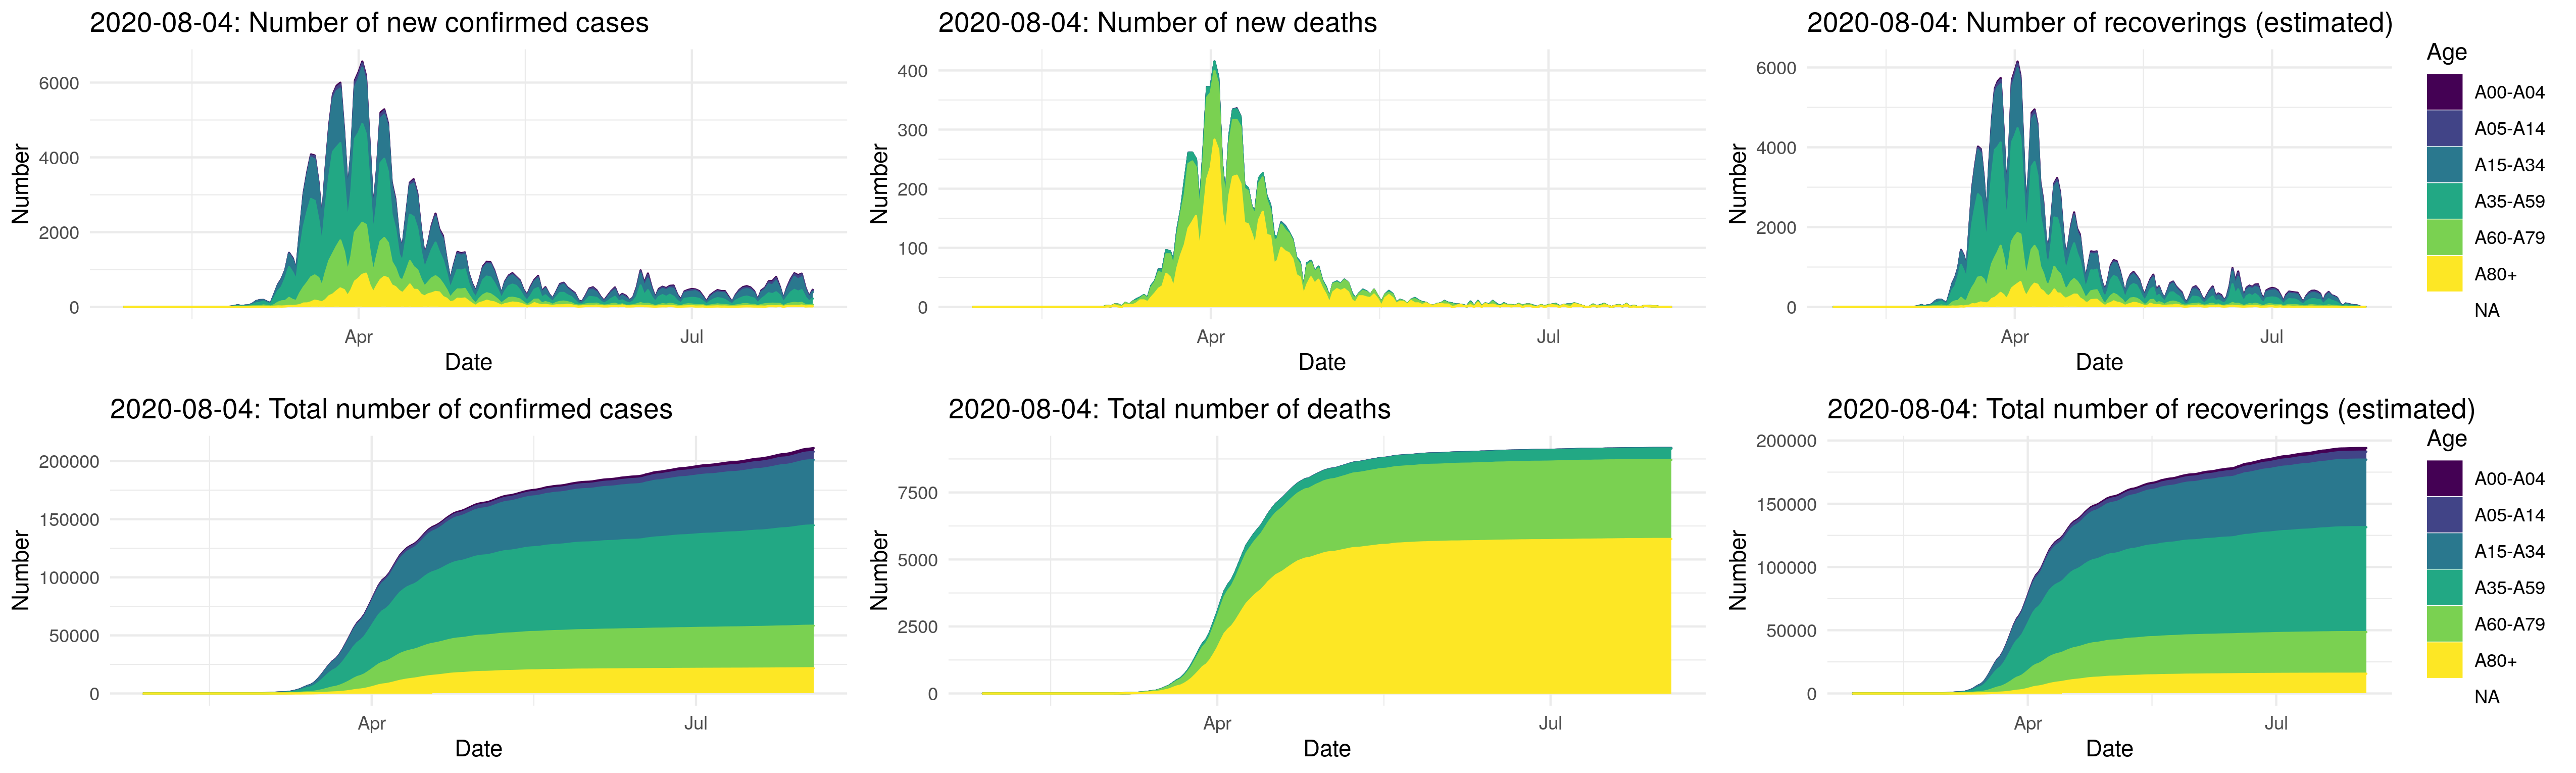 2020-08-04: Number of new confirmed cases
6000
4000
2000
0
Number
Apr
Jul
Date
2020-08-04: Number of new deaths
400
300
200
100
0
Number
Apr
Jul
Date
2020-08-04: Number of recoverings (estimated)
6000
4000
2000
0
Number
Apr
Jul
Date
Age
A00-A04
A05-A14
A15-A34
A35-A59
A60-A79
A80+
NA
2020-08-04: Total number of confirmed cases
200000
150000
100000
50000
0
Number
Apr
Jul
Date
2020-08-04: Total number of deaths
7500
5000
2500
0
Number
Apr
Jul
Date
2020-08-04: Total number of recoverings (estimated)
200000
150000
100000
50000
0
Number
Apr
Jul
Date
Age
A00-A04
A05-A14
A15-A34
A35-A59
A60-A79
A80+
NA